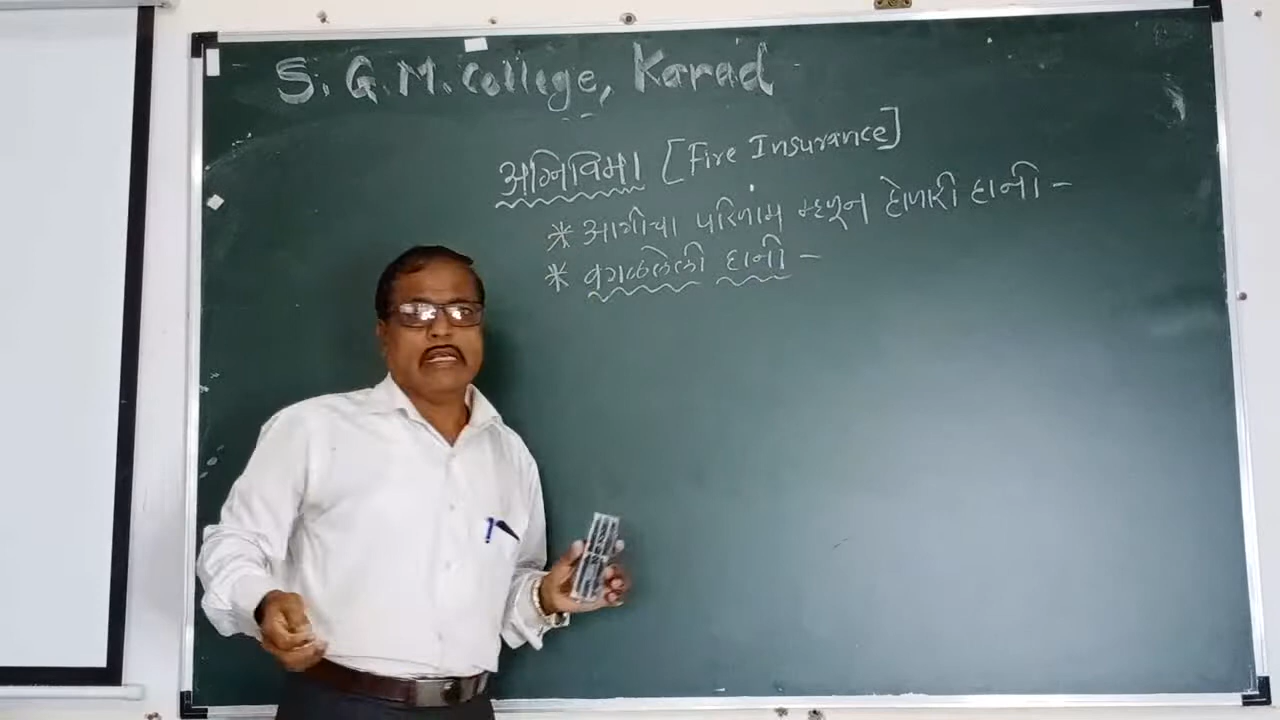 S. G. M. College, Karad
अग्निविमा [Fire Insurance]
* आगीचा परिणाम म्हणून होणारी हानी -
* वगळलेली हानी -